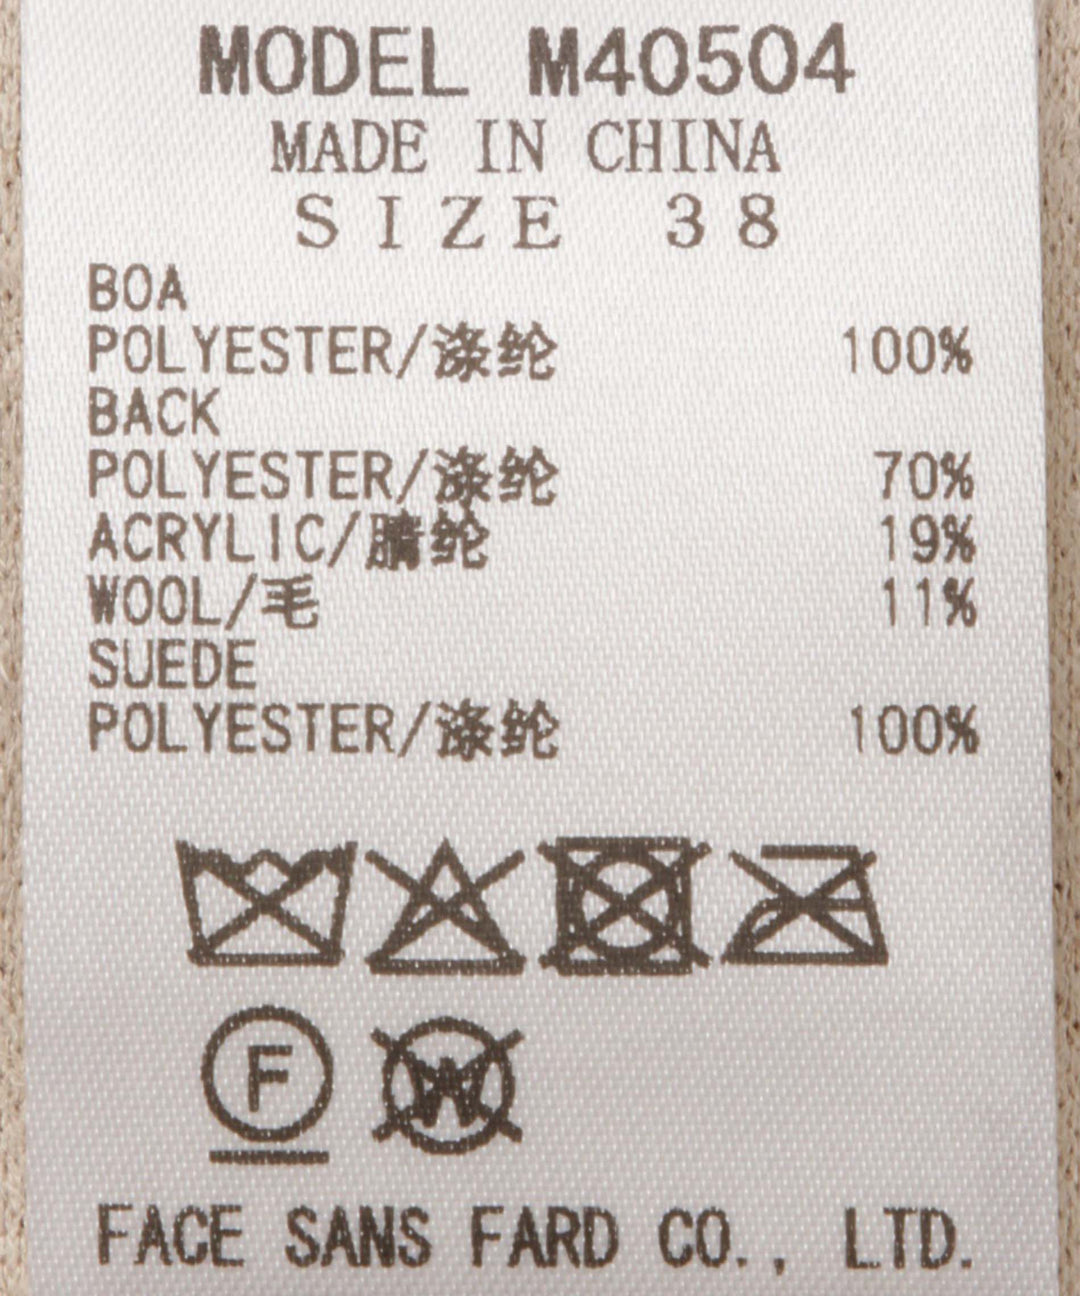 MODEL M40504
MADE IN CHINA
SIZE 38
BOA
POLYESTER/涤纶 100%
BACK
POLYESTER/涤纶 70%
ACRYLIC/腈纶 19%
WOOL/毛 11%
SUEDE
POLYESTER/涤纶 100%
F W
FACE SANS FARD CO., LTD.